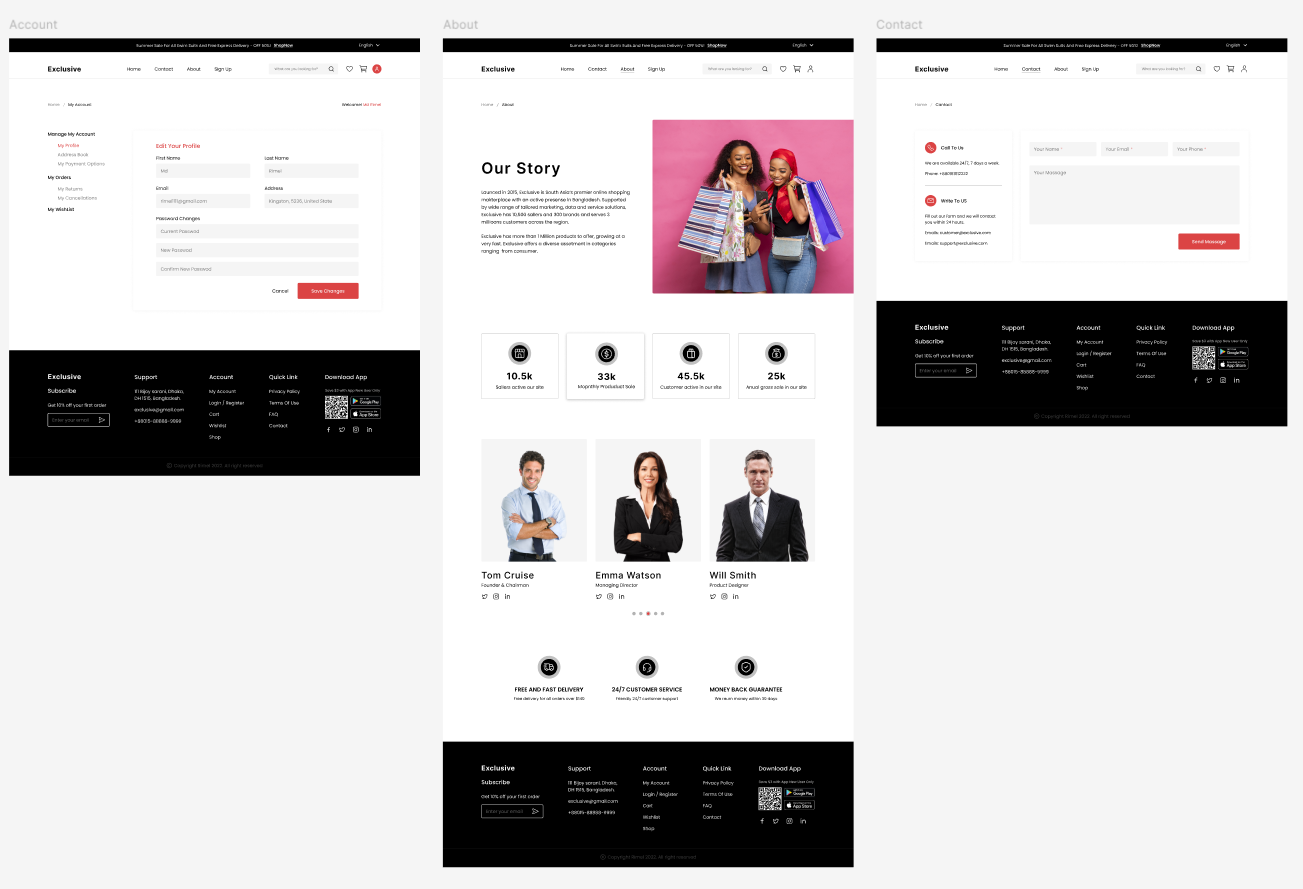 Account
Summer Sale For All Swim Suits And Free Express Delivery - OFF 50%! ShopNow
English
Exclusive
Home
Contact
About
Sign Up
What are you looking for?
Home / My Account
Welcome! Md Rimel
Manage My Account
My Profile
Address Book
My Payment Options
My Orders
My Returns
My Cancellations
My WishList
Edit Your Profile
First Name
Last Name
Md
Rimel
Email
Address
rimel1111@gmail.com
Kingston, 5236, United State
Password Changes
Current Passwod
New Passwod
Confirm New Passwod
Cancel
Save Changes
Exclusive
Subscribe
Get 10% off your first order
Enter your email
Support
111 Bijoy sarani, Dhaka,
DH 1515, Bangladesh.
exclusive@gmail.com
+88015-88888-9999
Account
My Account
Login / Register
Cart
Wishlist
Shop
Quick Link
Privacy Policy
Terms Of Use
FAQ
Contact
Download App
Save $3 with App New User Only
Google Play
App Store
© Copyright Rimel 2022. All right reserved
About
Summer Sale For All Swim Suits And Free Express Delivery - OFF 50%! ShopNow
English
Exclusive
Home
Contact
About
Sign Up
What are you looking for?
Home / About
Our Story
Launced in 2015, Exclusive is South Asia's premier online shopping
makterplace with an active presense in Bangladesh. Supported
by wide range of tailored marketing, data and service solutions,
Exclusive has 10,500 sallers and 300 brands and serves 3
millioons customers across the region.
Exclusive has more than 1 Million products to offer, growing at a
very fast. Exclusive offers a diverse assotment in categories
ranging from consumer.
10.5k
Sallers active our site
33k
Mopnthly Produduct Sale
45.5k
Customer active in our site
25k
Anual gross sale in our site
Tom Cruise
Founder & Chairman
Emma Watson
Managing Director
Will Smith
Product Designer
FREE AND FAST DELIVERY
Free delivery for all orders over $140
24/7 CUSTOMER SERVICE
Friendly 24/7 customer support
MONEY BACK GUARANTEE
We reurn money within 30 days
Exclusive
Subscribe
Get 10% off your first order
Enter your email
Support
111 Bijoy sarani, Dhaka,
DH 1515, Bangladesh.
exclusive@gmail.com
+88015-88888-9999
Account
My Account
Login / Register
Cart
Wishlist
Shop
Quick Link
Privacy Policy
Terms Of Use
FAQ
Contact
Download App
Save $3 with App New User Only
Google Play
App Store
© Copyright Rimel 2022. All right reserved
Contact
Summer Sale For All Swim Suits And Free Express Delivery - OFF 50%! ShopNow
English
Exclusive
Home
Contact
About
Sign Up
What are you looking for?
Home / Contact
Call To Us
We are available 24/7, 7 days a week.
Phone: +8801611112222
Write To US
Fill out our form and we will contact
you within 24 hours.
Emails: customer@exclusive.com
Emails: support@exclusive.com
Your Name *
Your Email *
Your Phone *
Your Massage
Send Massage
Exclusive
Subscribe
Get 10% off your first order
Enter your email
Support
111 Bijoy sarani, Dhaka,
DH 1515, Bangladesh.
exclusive@gmail.com
+88015-88888-9999
Account
My Account
Login / Register
Cart
Wishlist
Shop
Quick Link
Privacy Policy
Terms Of Use
FAQ
Contact
Download App
Save $3 with App New User Only
Google Play
App Store
© Copyright Rimel 2022. All right reserved